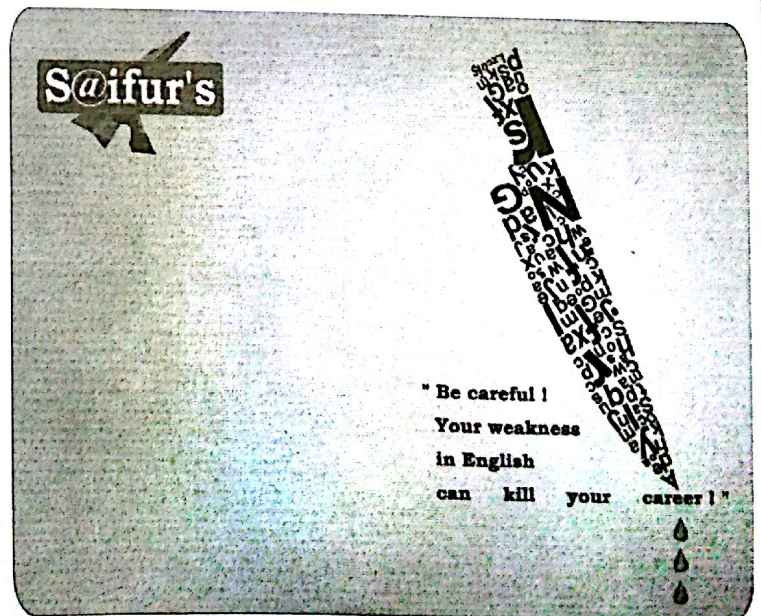 S@ifur's
" Be careful !
Your weakness
in English
can kill your career ! "